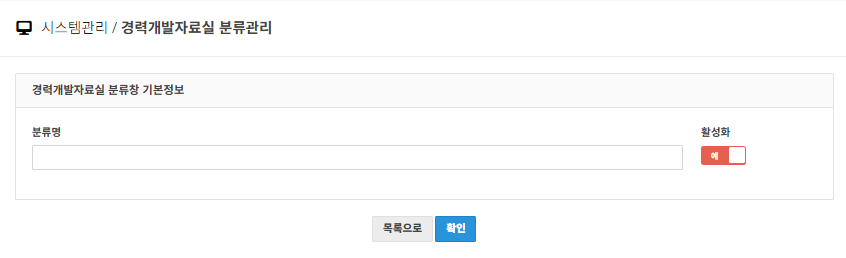 시스템관리 / 경력개발자료실 분류관리
경력개발자료실 분류창 기본정보
분류명
활성화
예
목록으로 확인